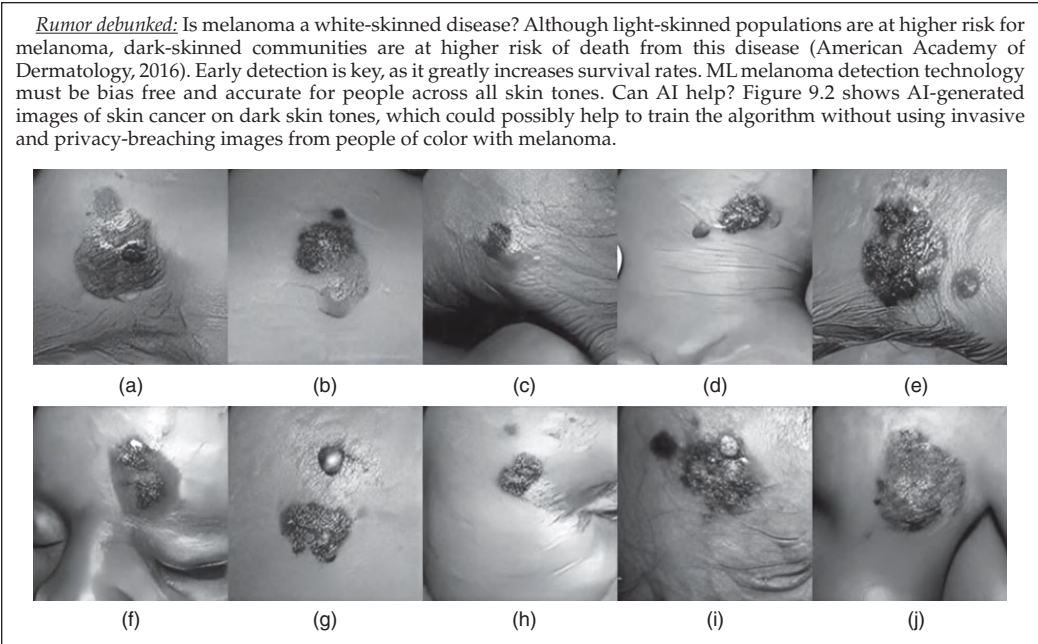 Rumor debunked: Is melanoma a white-skinned disease? Although light-skinned populations are at higher risk for
melanoma, dark-skinned communities are at higher risk of death from this disease (American Academy of
Dermatology, 2016). Early detection is key, as it greatly increases survival rates. ML melanoma detection technology
must be bias free and accurate for people across all skin tones. Can AI help? Figure 9.2 shows AI-generated
images of skin cancer on dark skin tones, which could possibly help to train the algorithm without using invasive
and privacy-breaching images from people of color with melanoma.
(a) (b) (c) (d) (e)
(f) (g) (h) (i) (j)